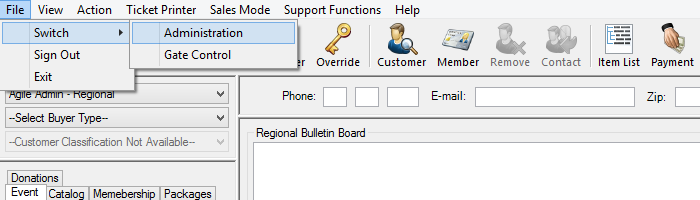 File View Action Ticket Printer Sales Mode Support Functions Help
Switch Administration
Sign Out Gate Control
Exit
er Override Customer Member Remove Contact Item List Payment
Agile Admin - Regional
--Select Buyer Type--
--Customer Classification Not Available--
Phone: E-mail: Zip:
Regional Bulletin Board
Donations
Event Catalog Memebership Packages